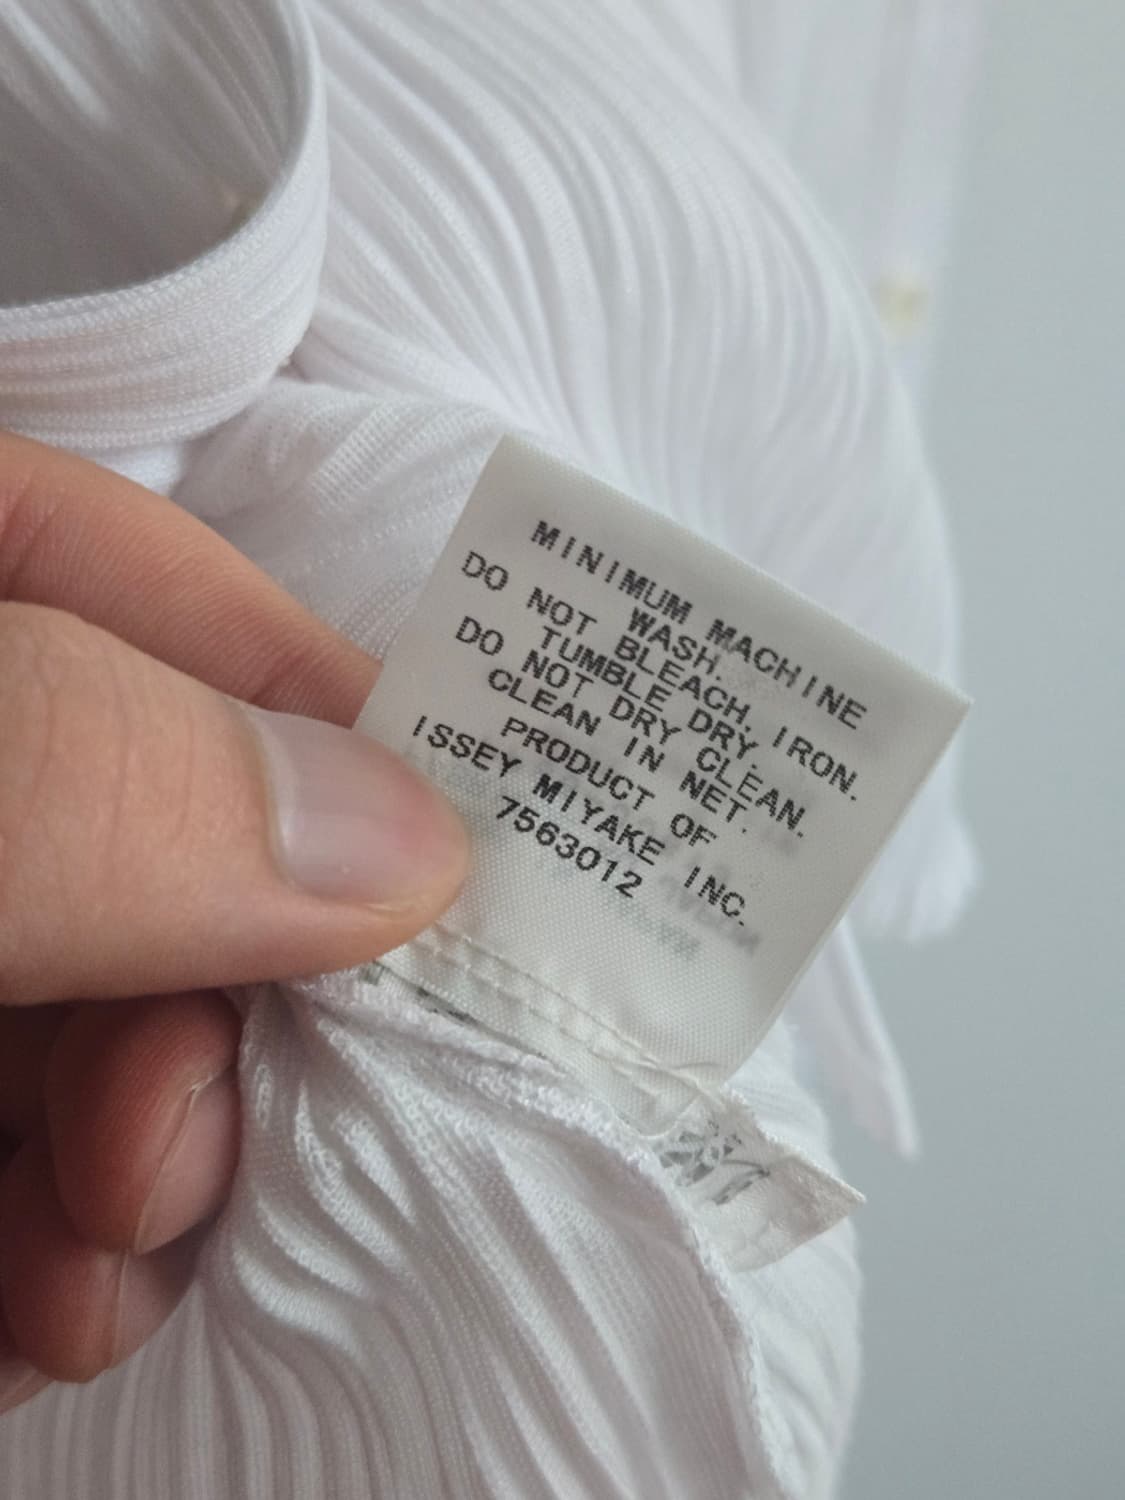 MINIMUM MACHINE
WASH.
DO NOT BLEACH. IRON.
TUMBLE DRY.
DO NOT DRY CLEAN.
CLEAN IN NET.
PRODUCT OF
ISSEY MIYAKE INC.
7563012